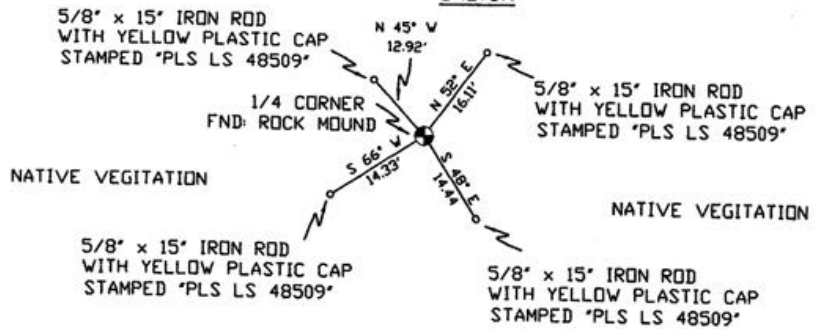 5/8" x 15" IRON ROD
WITH YELLOW PLASTIC CAP
STAMPED "PLS LS 48509"
N 45° W
12.92'
N 52° E
16.11'
5/8" x 15" IRON ROD
WITH YELLOW PLASTIC CAP
STAMPED "PLS LS 48509"
1/4 CORNER
FND: ROCK MOUND
S 66° W
14.33'
S 48° E
14.44
NATIVE VEGITATION
NATIVE VEGITATION
5/8" x 15" IRON ROD
WITH YELLOW PLASTIC CAP
STAMPED "PLS LS 48509"
5/8" x 15" IRON ROD
WITH YELLOW PLASTIC CAP
STAMPED "PLS LS 48509"